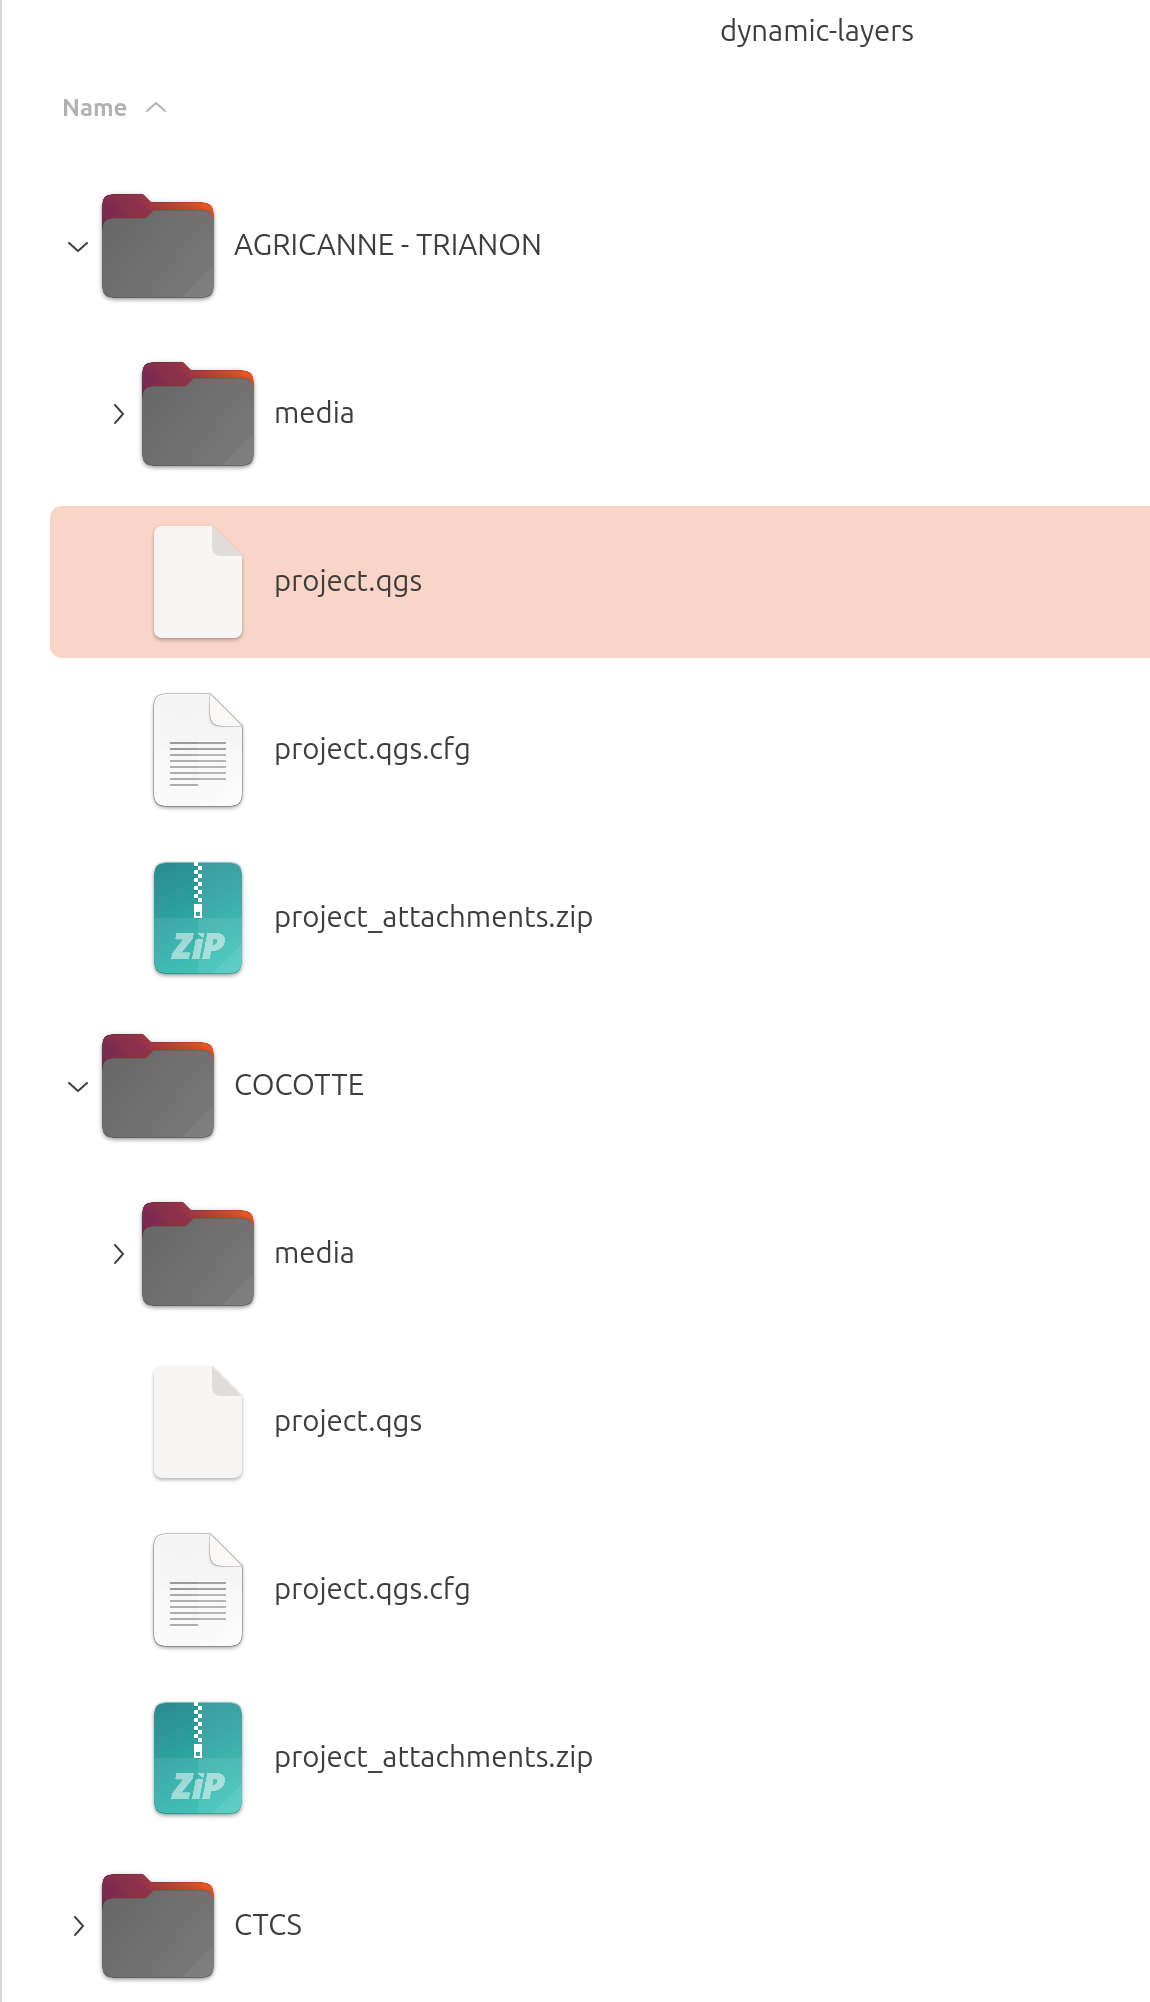 dynamic-layers
Name
AGRICANNE - TRIANON
media
project.qgs
project.qgs.cfg
ZIP
project_attachments.zip
COCOTTE
media
project.qgs
project.qgs.cfg
ZIP
project_attachments.zip
CTCS